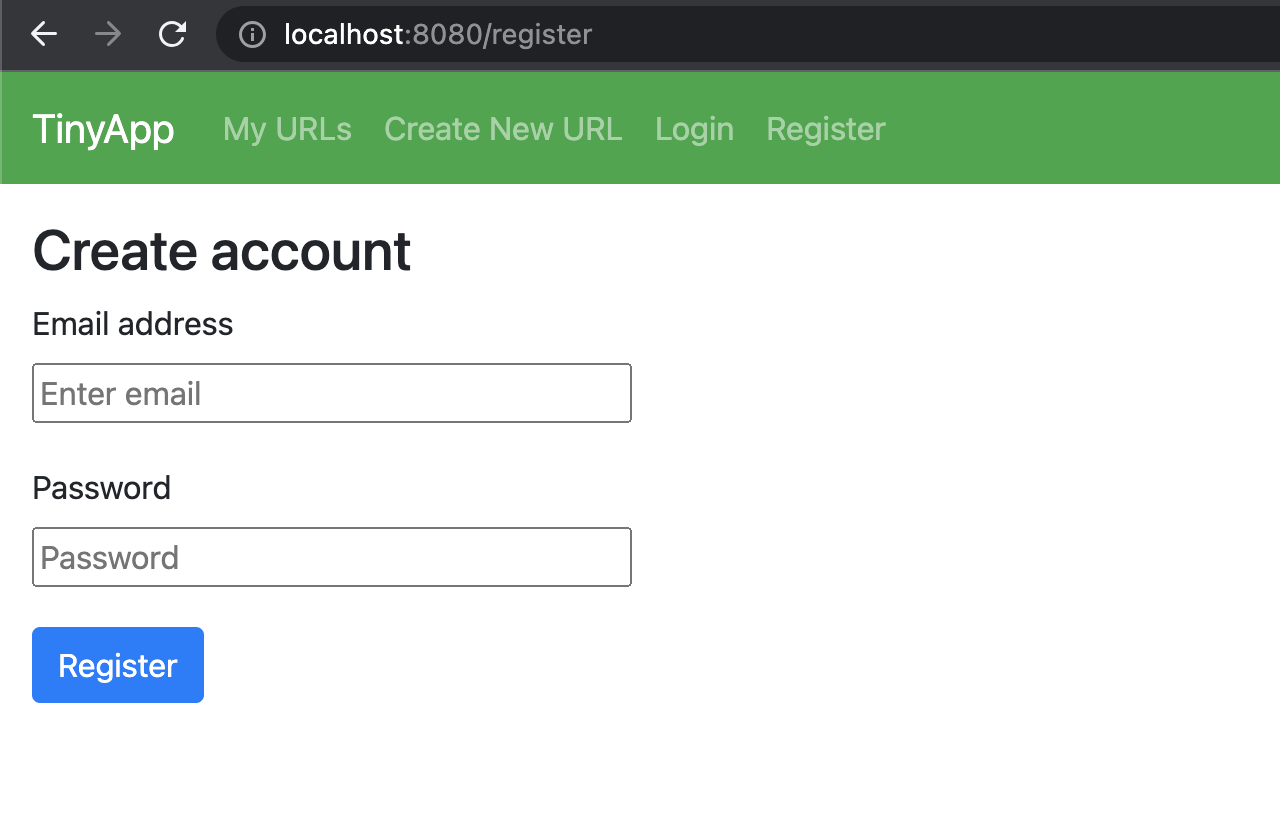 localhost:8080/register
TinyApp My URLs Create New URL Login Register
Create account
Email address
Enter email
Password
Password
Register